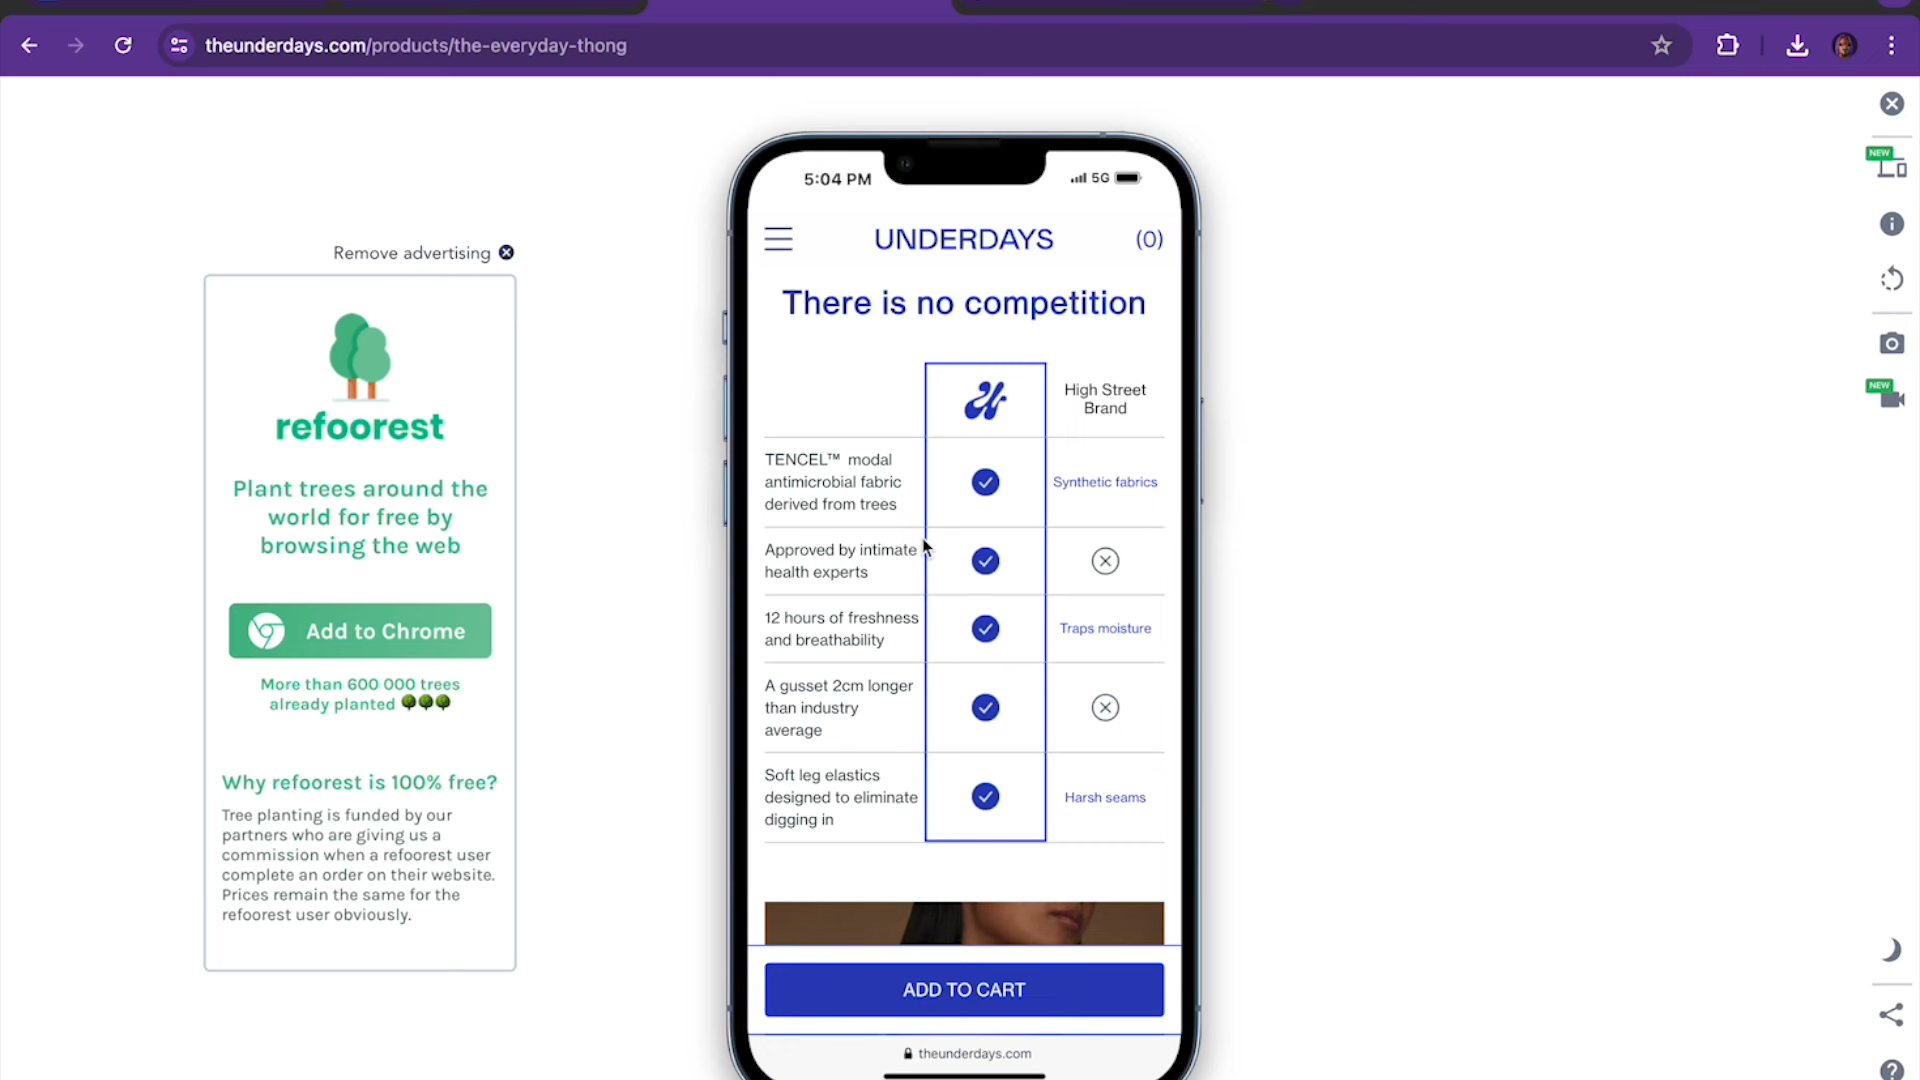 theunderdays.com/products/the-everyday-thong
NEW
NEW
Remove advertising
refoorest
Plant trees around the
world for free by
browsing the web
Add to Chrome
More than 600 000 trees
already planted
Why refoorest is 100% free?
Tree planting is funded by our
partners who are giving us a
commission when a refoorest user
complete an order on their website.
Prices remain the same for the
refoorest user obviously.
5:04 PM
5G
UNDERDAYS
(0)
There is no competition
High Street
Brand
TENCEL™ modal
antimicrobial fabric
derived from trees
Synthetic fabrics
Approved by intimate
health experts
12 hours of freshness
and breathability
Traps moisture
A gusset 2cm longer
than industry
average
Soft leg elastics
designed to eliminate
digging in
Harsh seams
ADD TO CART
theunderdays.com